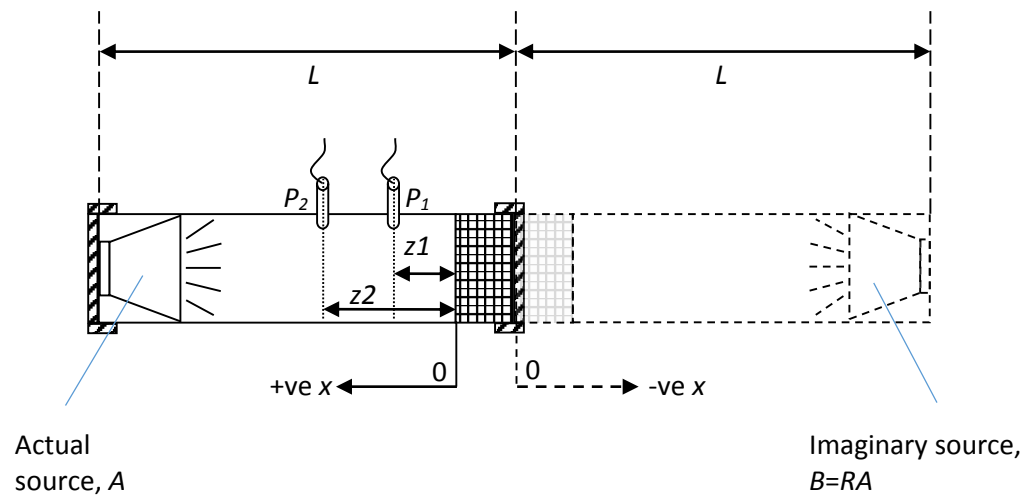 L
L
P2
P1
z1
z2
0
0
+ve x
-ve x
Actual
source, A
Imaginary source,
B=RA